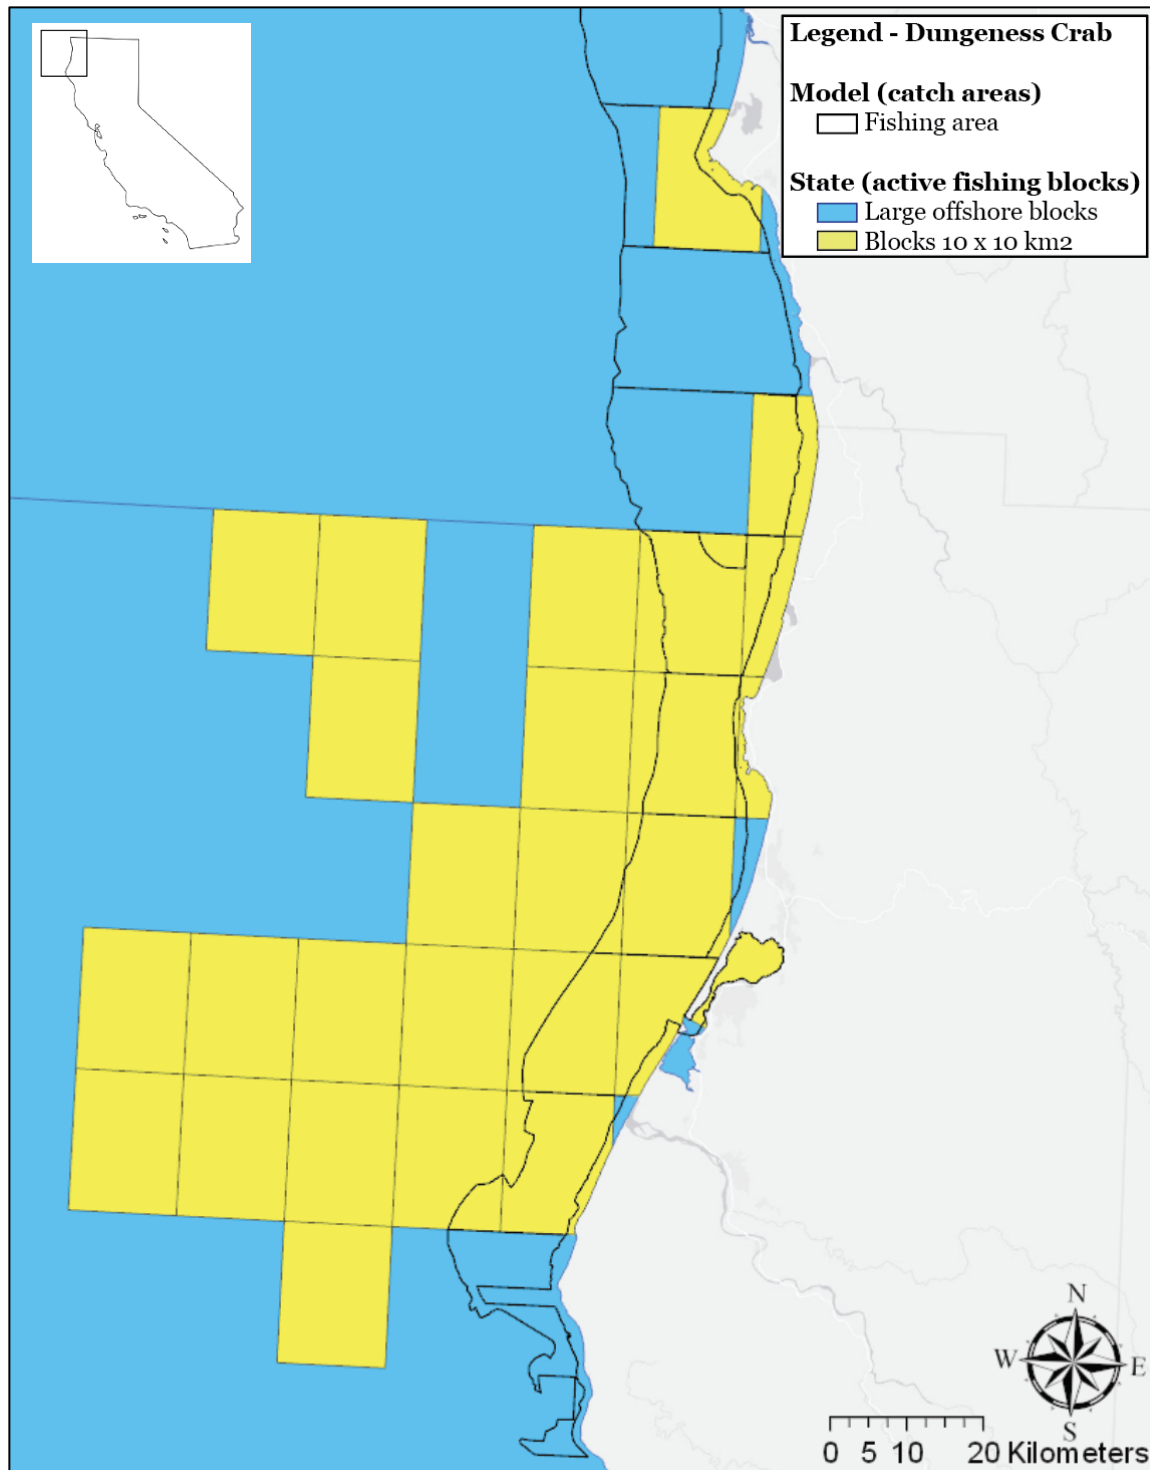 Legend - Dungeness Crab
Model (catch areas)
Fishing area
State (active fishing blocks)
Large offshore blocks
Blocks 10 x 10 km2
N
W E
S
0 5 10 20 Kilometers